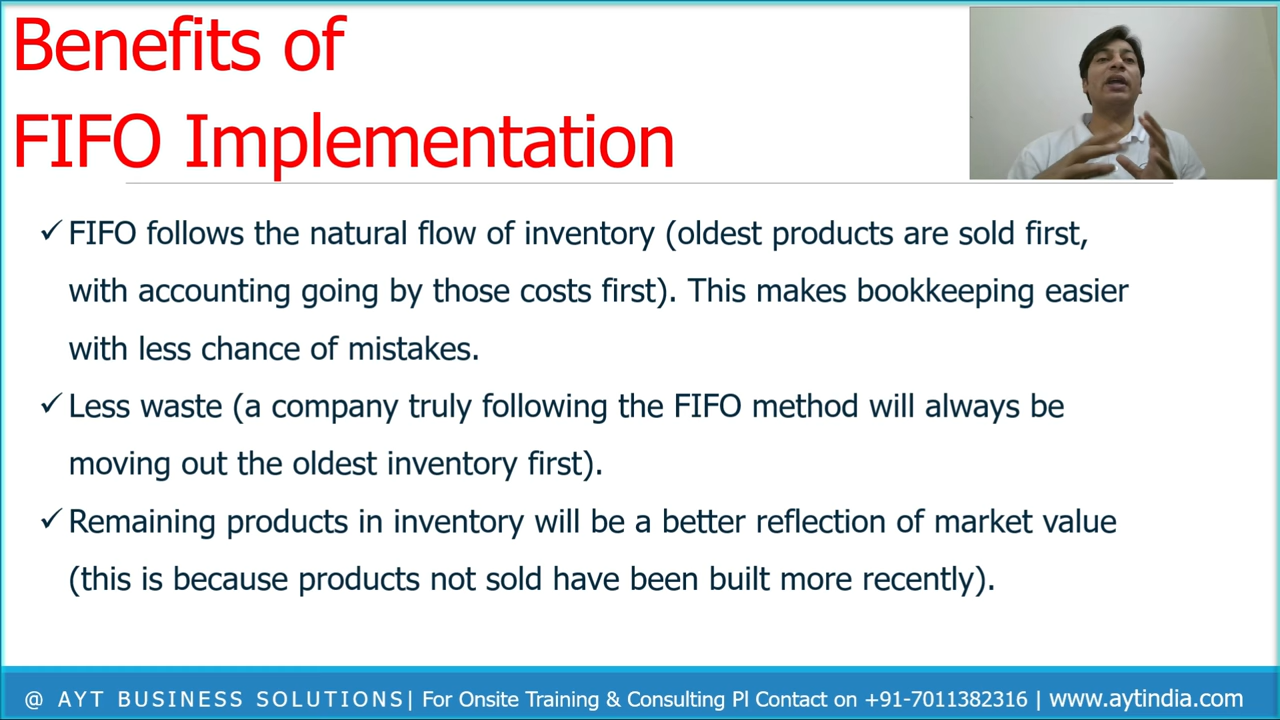 Benefits of
FIFO Implementation
✓ FIFO follows the natural flow of inventory (oldest products are sold first,
with accounting going by those costs first). This makes bookkeeping easier
with less chance of mistakes.
✓ Less waste (a company truly following the FIFO method will always be
moving out the oldest inventory first).
✓ Remaining products in inventory will be a better reflection of market value
(this is because products not sold have been built more recently).
@ AYT BUSINESS SOLUTIONS| For Onsite Training & Consulting Pl Contact on +91-7011382316 | www.aytindia.com